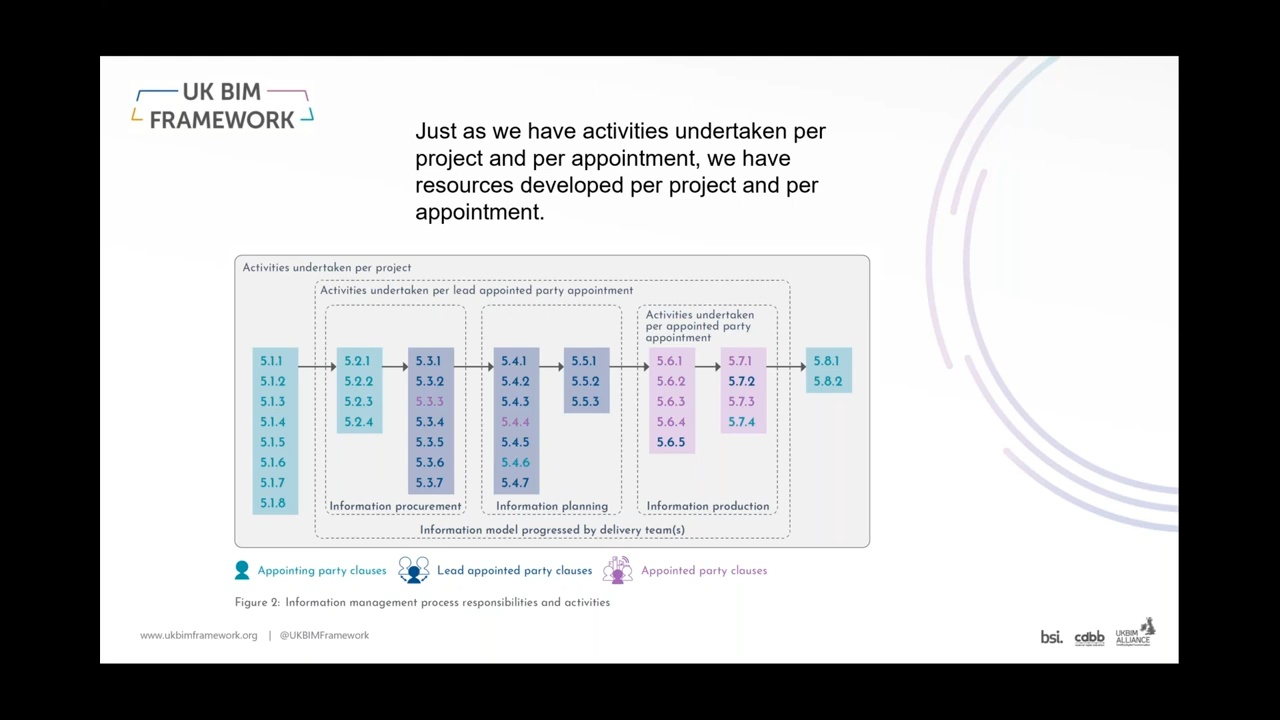 UK BIM
FRAMEWORK
Just as we have activities undertaken per
project and per appointment, we have
resources developed per project and per
appointment.
Activities undertaken per project
Activities undertaken per lead appointed party appointment
Activities undertaken
per appointed party
appointment
5.1.1
5.1.2
5.1.3
5.1.4
5.1.5
5.1.6
5.1.7
5.1.8
5.2.1
5.2.2
5.2.3
5.2.4
5.3.1
5.3.2
5.3.3
5.3.4
5.3.5
5.3.6
5.3.7
Information procurement
5.4.1
5.4.2
5.4.3
5.4.4
5.4.5
5.4.6
5.4.7
5.5.1
5.5.2
5.5.3
Information planning
5.6.1
5.6.2
5.6.3
5.6.4
5.6.5
5.7.1
5.7.2
5.7.3
5.7.4
Information production
5.8.1
5.8.2
Information model progressed by delivery team(s)
Appointing party clauses
Lead appointed party clauses
Appointed party clauses
Figure 2: Information management process responsibilities and activities
www.ukbimframework.org | @UKBIMFramework
bsi.
cdbb
UKBIM
ALLIANCE